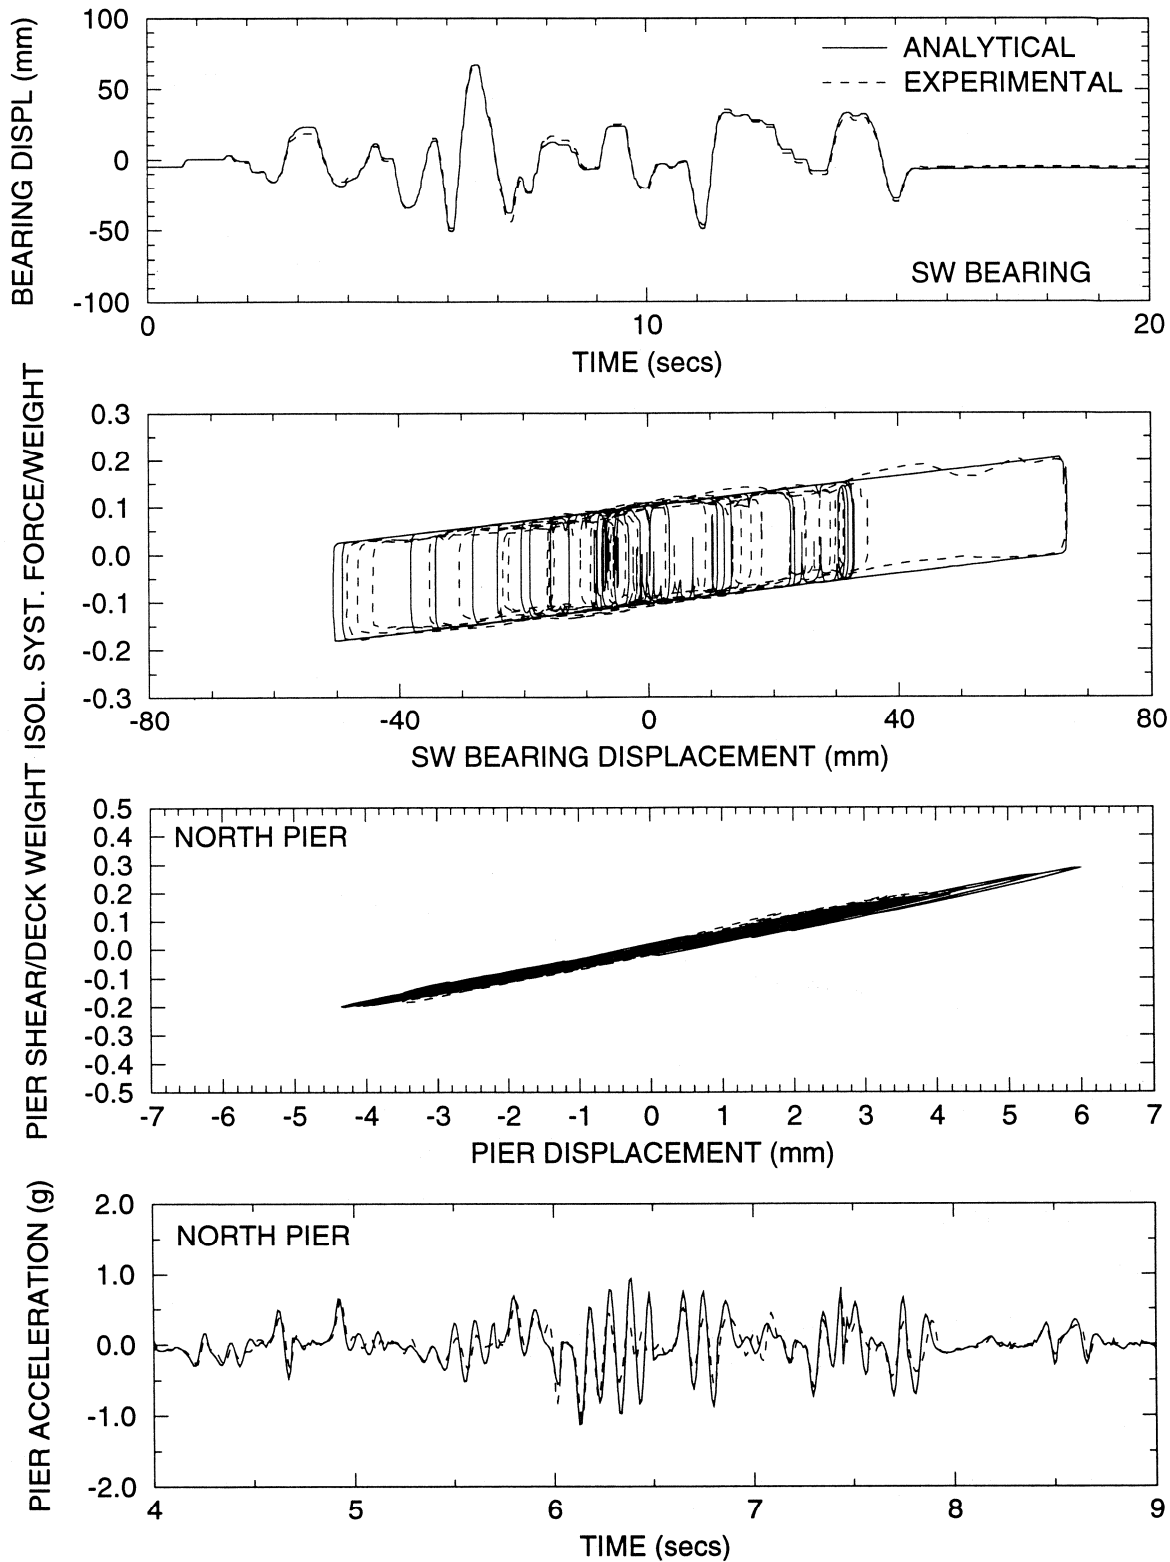 BEARING DISPL (mm)
100
50
0
-50
-100
ANALYTICAL
EXPERIMENTAL
SW BEARING
0 10 20
TIME (secs)
ISOL. SYST. FORCE/WEIGHT
0.3
0.2
0.1
0.0
-0.1
-0.2
-0.3
-80 -40 0 40 80
SW BEARING DISPLACEMENT (mm)
PIER SHEAR/DECK WEIGHT
0.5
0.4
0.3
0.2
0.1
0.0
-0.1
-0.2
-0.3
-0.4
-0.5
NORTH PIER
-7 -6 -5 -4 -3 -2 -1 0 1 2 3 4 5 6 7
PIER DISPLACEMENT (mm)
PIER ACCELERATION (g)
2.0
1.0
0.0
-1.0
-2.0
NORTH PIER
4 5 6 7 8 9
TIME (secs)